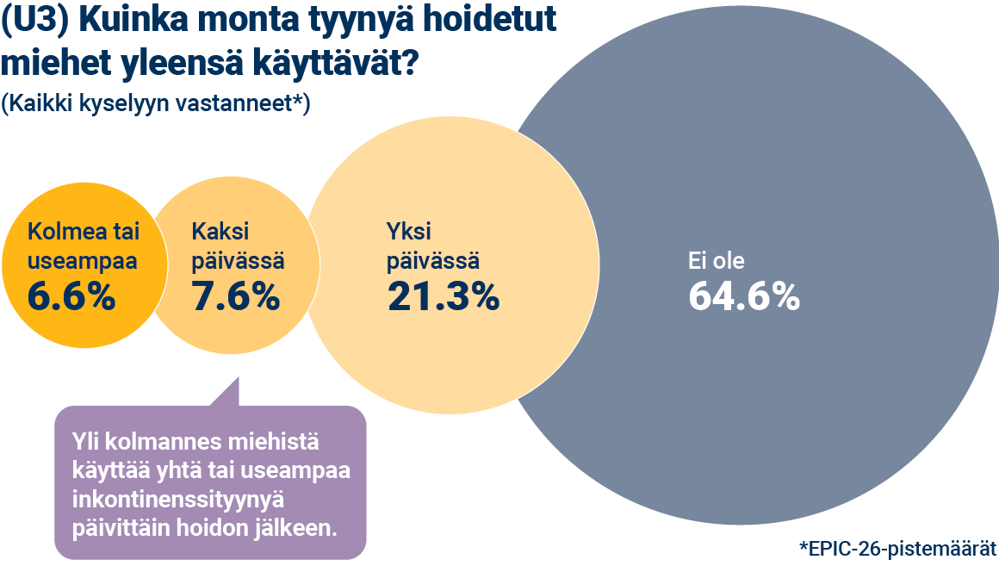 (U3) Kuinka monta tyynyä hoidetut
miehet yleensä käyttävät?
(Kaikki kyselyyn vastanneet*)
Kolmea tai
useampaa
6.6%
Kaksi
päivässä
7.6%
Yksi
päivässä
21.3%
Ei ole
64.6%
Yli kolmannes miehistä
käyttää yhtä tai useampaa
inkontinenssityynyä
päivittäin hoidon jälkeen.
*EPIC-26-pistemäärät